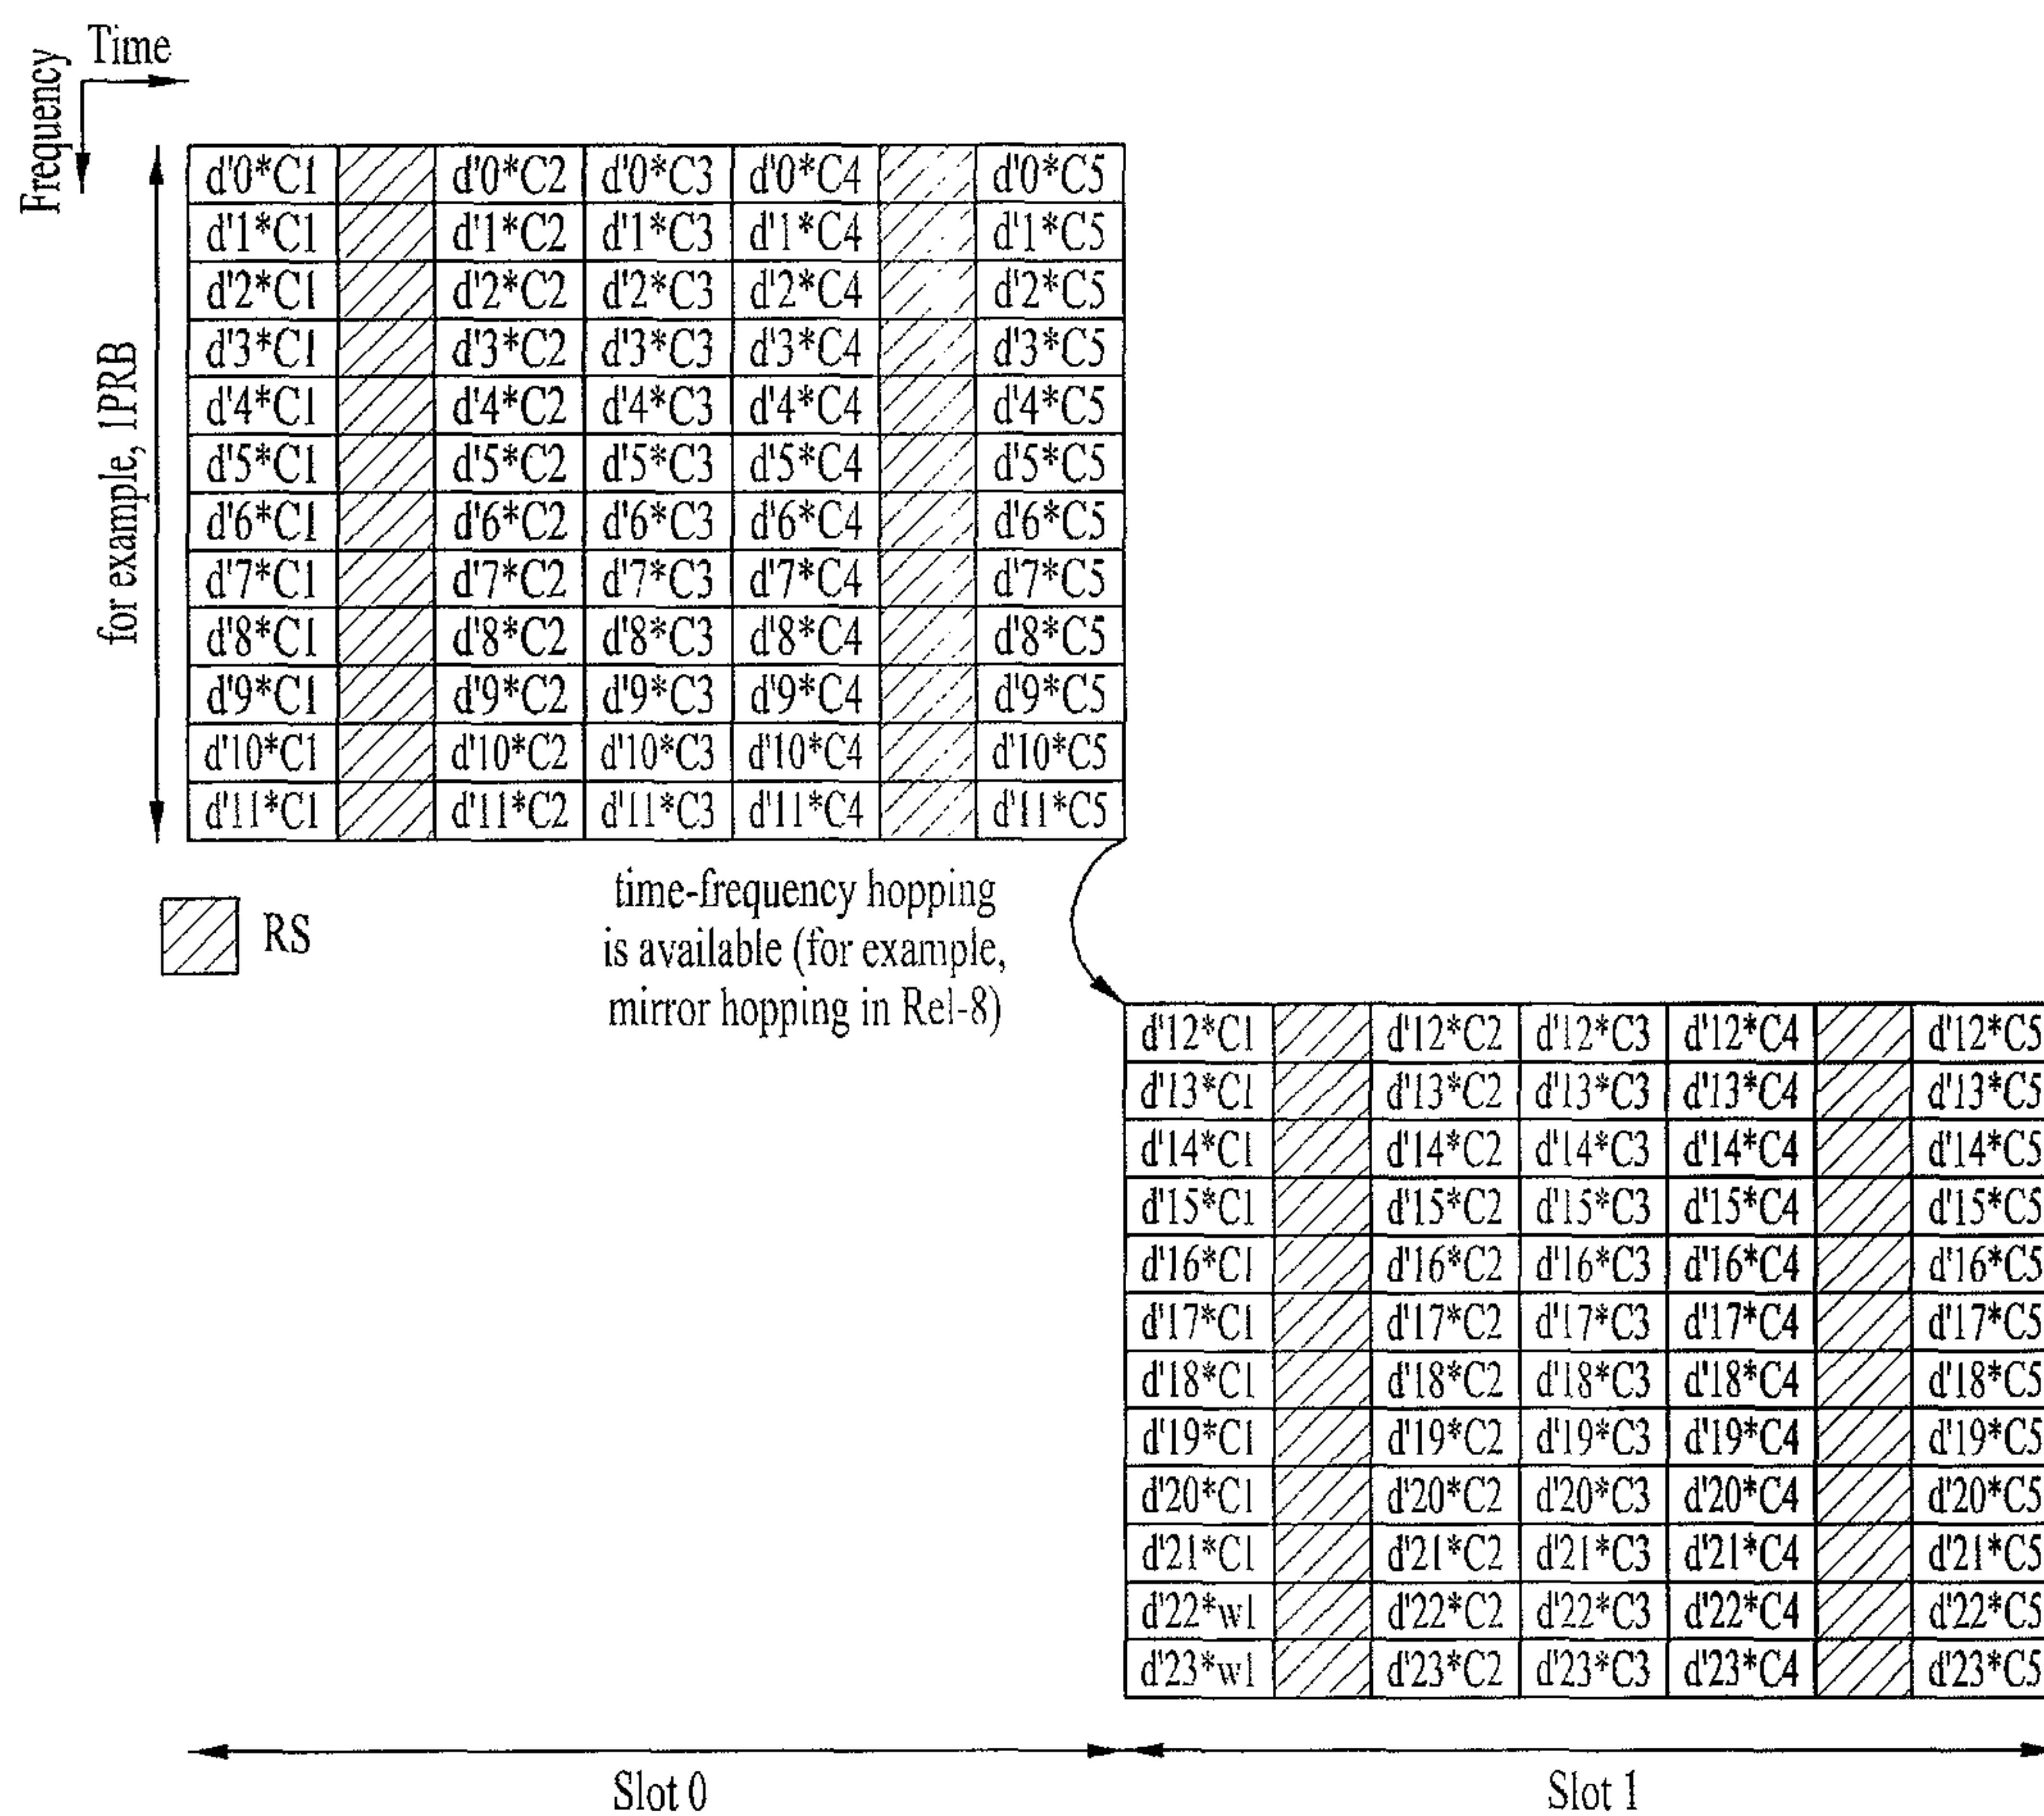 Time
Frequency
for example, 1PRB
d'0*C1 d'0*C2 d'0*C3 d'0*C4 d'0*C5
d'1*C1 d'1*C2 d'1*C3 d'1*C4 d'1*C5
d'2*C1 d'2*C2 d'2*C3 d'2*C4 d'2*C5
d'3*C1 d'3*C2 d'3*C3 d'3*C4 d'3*C5
d'4*C1 d'4*C2 d'4*C3 d'4*C4 d'4*C5
d'5*C1 d'5*C2 d'5*C3 d'5*C4 d'5*C5
d'6*C1 d'6*C2 d'6*C3 d'6*C4 d'6*C5
d'7*C1 d'7*C2 d'7*C3 d'7*C4 d'7*C5
d'8*C1 d'8*C2 d'8*C3 d'8*C4 d'8*C5
d'9*C1 d'9*C2 d'9*C3 d'9*C4 d'9*C5
d'10*C1 d'10*C2 d'10*C3 d'10*C4 d'10*C5
d'11*C1 d'11*C2 d'11*C3 d'11*C4 d'11*C5
RS
time-frequency hopping
is available (for example,
mirror hopping in Rel-8)
d'12*C1 d'12*C2 d'12*C3 d'12*C4 d'12*C5
d'13*C1 d'13*C2 d'13*C3 d'13*C4 d'13*C5
d'14*C1 d'14*C2 d'14*C3 d'14*C4 d'14*C5
d'15*C1 d'15*C2 d'15*C3 d'15*C4 d'15*C5
d'16*C1 d'16*C2 d'16*C3 d'16*C4 d'16*C5
d'17*C1 d'17*C2 d'17*C3 d'17*C4 d'17*C5
d'18*C1 d'18*C2 d'18*C3 d'18*C4 d'18*C5
d'19*C1 d'19*C2 d'19*C3 d'19*C4 d'19*C5
d'20*C1 d'20*C2 d'20*C3 d'20*C4 d'20*C5
d'21*C1 d'21*C2 d'21*C3 d'21*C4 d'21*C5
d'22*w1 d'22*C2 d'22*C3 d'22*C4 d'22*C5
d'23*w1 d'23*C2 d'23*C3 d'23*C4 d'23*C5
Slot 0 Slot 1